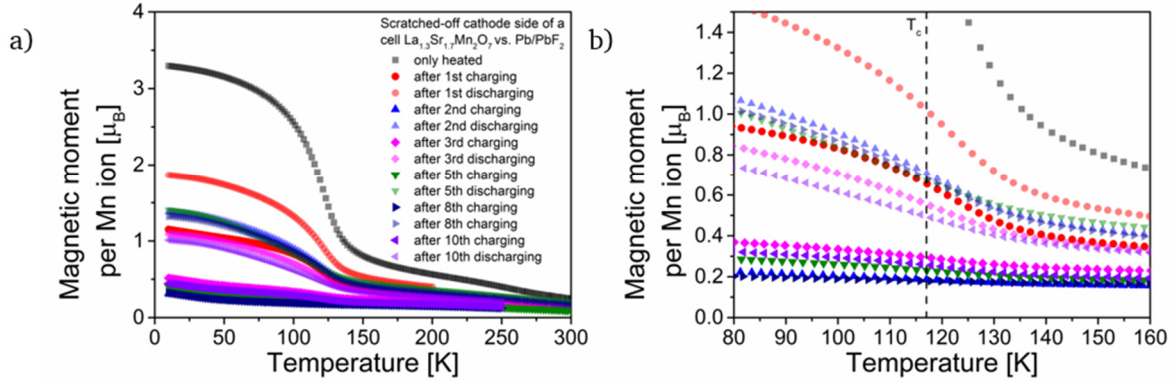 a)
Magnetic moment
per Mn ion [μB]
4
3
2
1
0
0 50 100 150 200 250 300
Temperature [K]
Scratched-off cathode side of a
cell La1.3Sr1.7Mn2O7 vs. Pb/PbF2
only heated
after 1st charging
after 1st discharging
after 2nd charging
after 2nd discharging
after 3rd charging
after 3rd discharging
after 5th charging
after 5th discharging
after 8th charging
after 8th discharging
after 10th charging
after 10th discharging
b)
Magnetic moment
per Mn ion [μB]
1.4
1.2
1.0
0.8
0.6
0.4
0.2
0.0
Tc
80 90 100 110 120 130 140 150 160
Temperature [K]